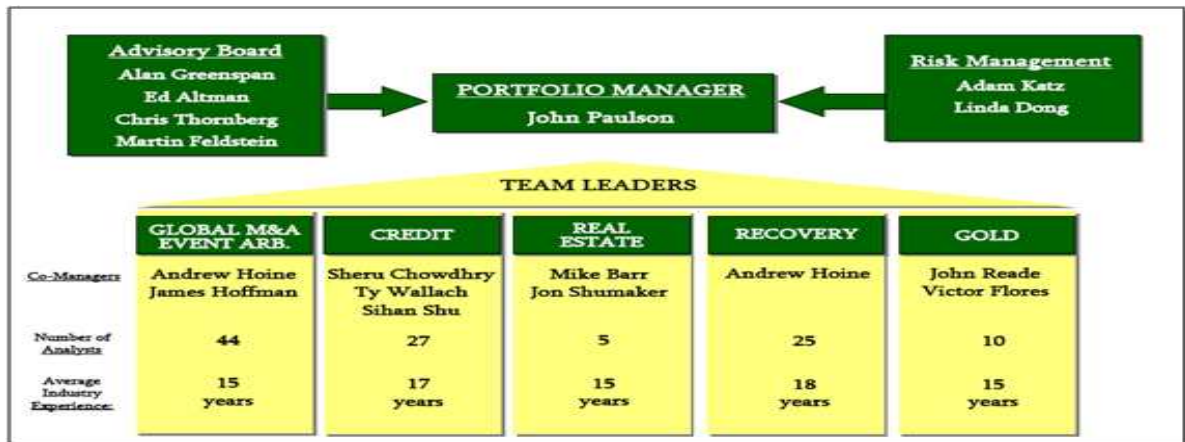 Advisory Board
Alan Greenspan
Ed Altman
Chris Thornberg
Martin Feldstein
PORTFOLIO MANAGER
John Paulson
Risk Management
Adam Katz
Linda Dong
TEAM LEADERS
GLOBAL M&A
EVENT ARB.
CREDIT
REAL
ESTATE
RECOVERY
GOLD
Co-Managers
Andrew Hoine
James Hoffman
Sheru Chowdhry
Ty Wallach
Sihan Shu
Mike Barr
Jon Shumaker
Andrew Hoine
John Reade
Victor Flores
Number of
Analysts
44
27
5
25
10
Average
Industry
Experience:
15
years
17
years
15
years
18
years
15
years